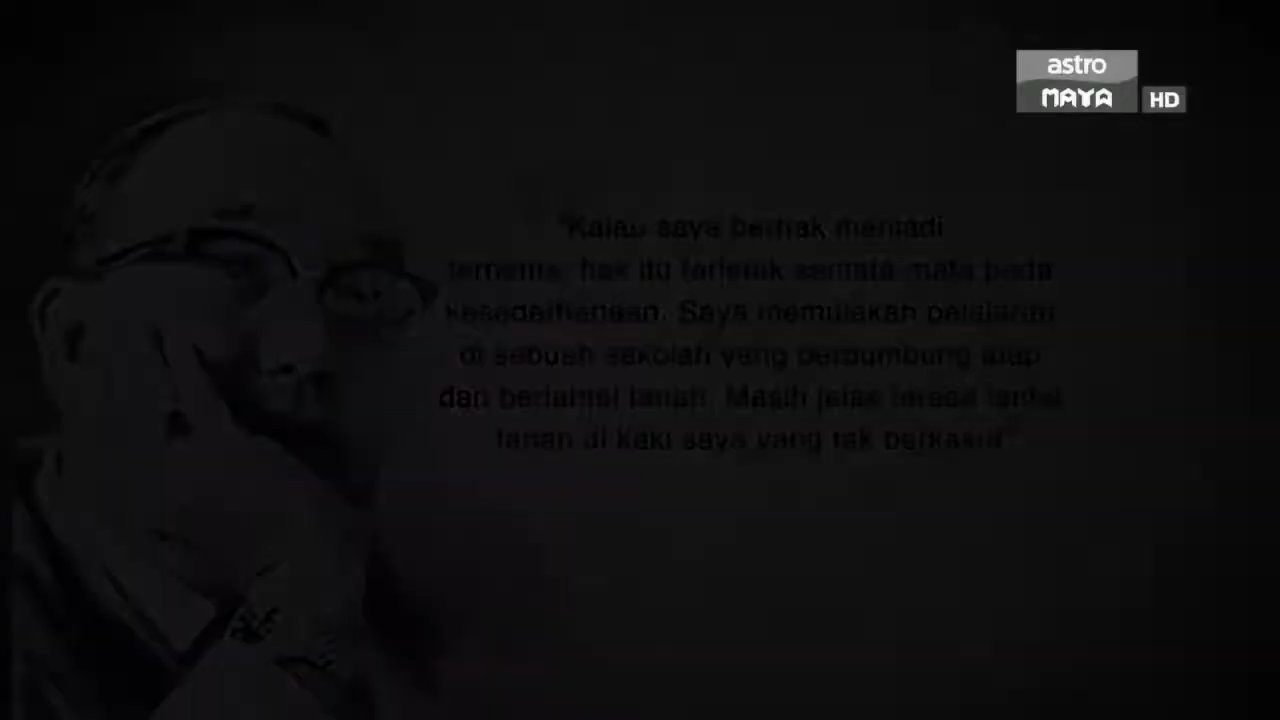 astro
MAYA HD
"Kalau saya berhak menjadi
ternama, hak itu terletak semata-mata pada
kesederhanaan. Saya memulakan pelajaran
di sebuah sekolah yang berbumbung atap
dan berlantai tanah. Masih jelas terasa lantai
tanah di kaki saya yang tak berkasut"